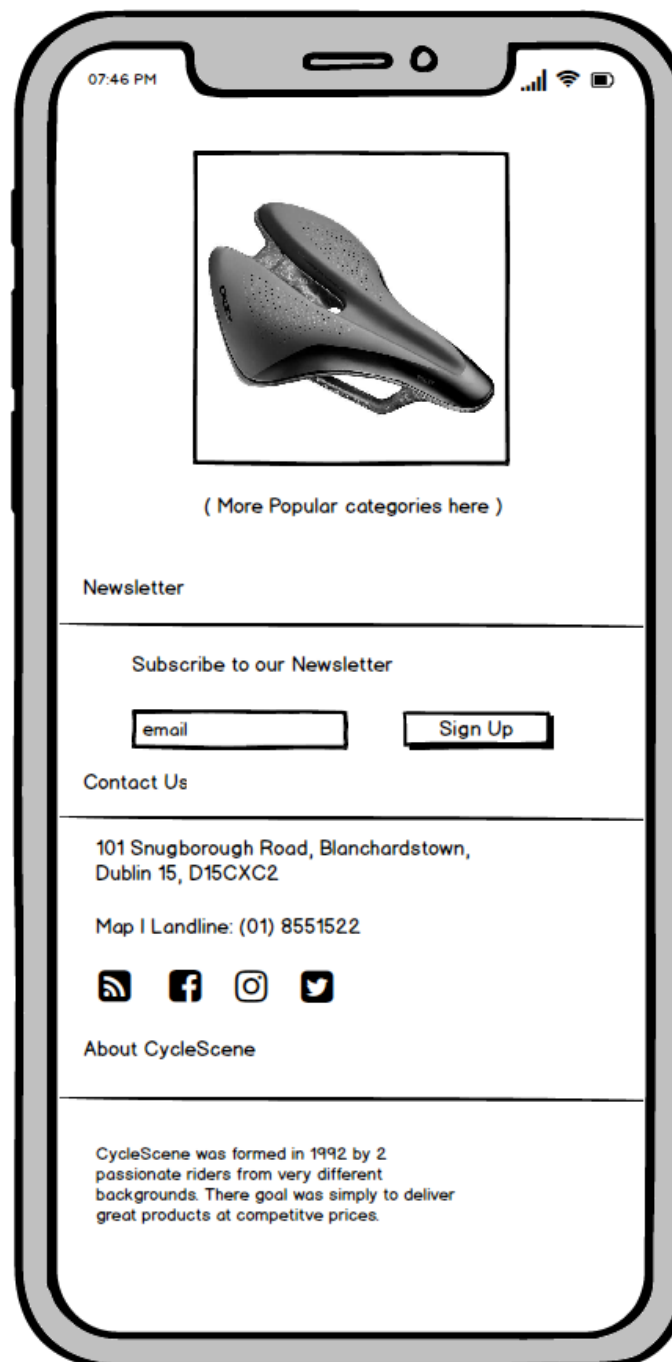 07:46 PM
( More Popular categories here )
Newsletter
Subscribe to our Newsletter
email
Sign Up
Contact Us
101 Snugborough Road, Blanchardstown,
Dublin 15, D15CXC2
Map | Landline: (01) 8551522
About CycleScene
CycleScene was formed in 1992 by 2
passionate riders from very different
backgrounds. There goal was simply to deliver
great products at competitve prices.